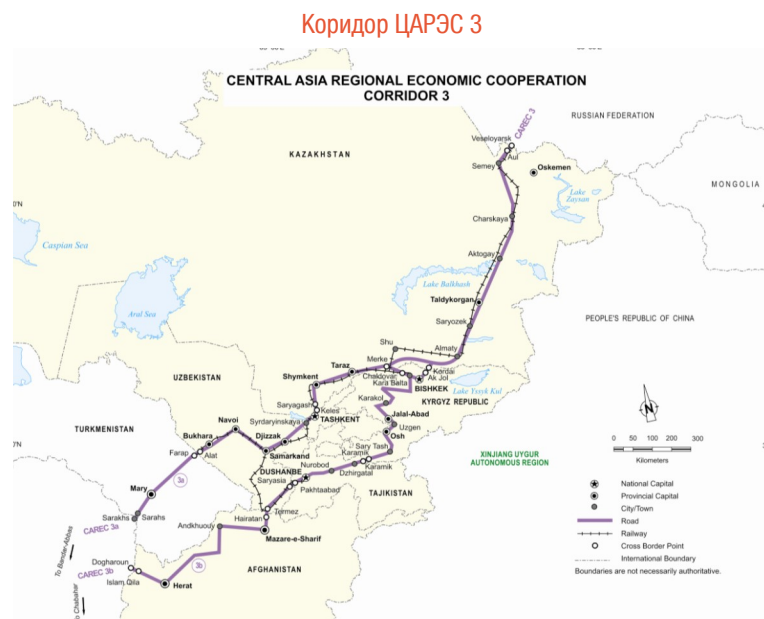 Коридор ЦАРЭС 3
CENTRAL ASIA REGIONAL ECONOMIC COOPERATION
CORRIDOR 3
RUSSIAN FEDERATION
CAREC 3
Veseloyarsk
Aul
KAZAKHSTAN
Semey
Oskemen
MONGOLIA
Lake
Zaysan
Charskaya
Caspian Sea
Aktogay
Lake Balkhash
Aral Sea
Taldykorgan
PEOPLE'S REPUBLIC OF CHINA
Saryozek
Shu
Almaty
Merke
Taraz
Kordai
Chaldovar
Ak Jol
UZBEKISTAN
Shymkent
Kara Balta
BISHKEK
Lake Yssyk Kul
KYRGYZ REPUBLIC
Saryagash
Karakol
Keles
TASHKENT
Syrdaryinskaya
Navoi
Jalal-Abad
TURKMENISTAN
Bukhara
Djizzak
Uzgen
Osh
0 50 100 200 300
Kilometers
Farap
Alat
Samarkand
Sary Tash
Karamik
XINJIANG UYGUR
AUTONOMOUS REGION
DUSHANBE
Nurobod
Karamik
Dzhirgatal
Saryasia
Mary
3a
Pakhtaabad
TAJIKISTAN
National Capital
Provincial Capital
City/Town
Road
Railway
Cross Border Point
International Boundary
Boundaries are not necessarily authoritative.
Sarakhs
Sarahs
Hairatan
Termez
CAREC 3a
Andkhuoly
Mazare-e-Sharif
To Bandar-Abbas
Dogharoun
CAREC 3b
3b
AFGHANISTAN
Islam Qila
Herat
Chabahar
N